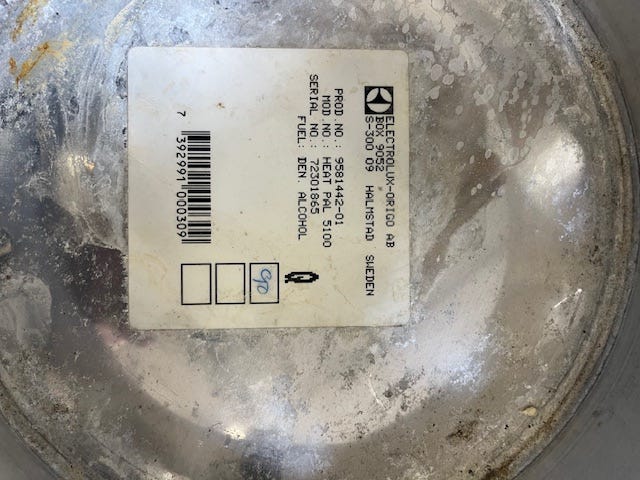 ELECTROLUX-ORIGO AB
BOX 9052
S-300 09 HALMSTAD SWEDEN
PROD NO.: 9581442-01
MOD.NO.: HEAT PAL 5100
SERIAL NO.: 72301865
FUEL: DEN. ALCOHOL
7 392991 000309